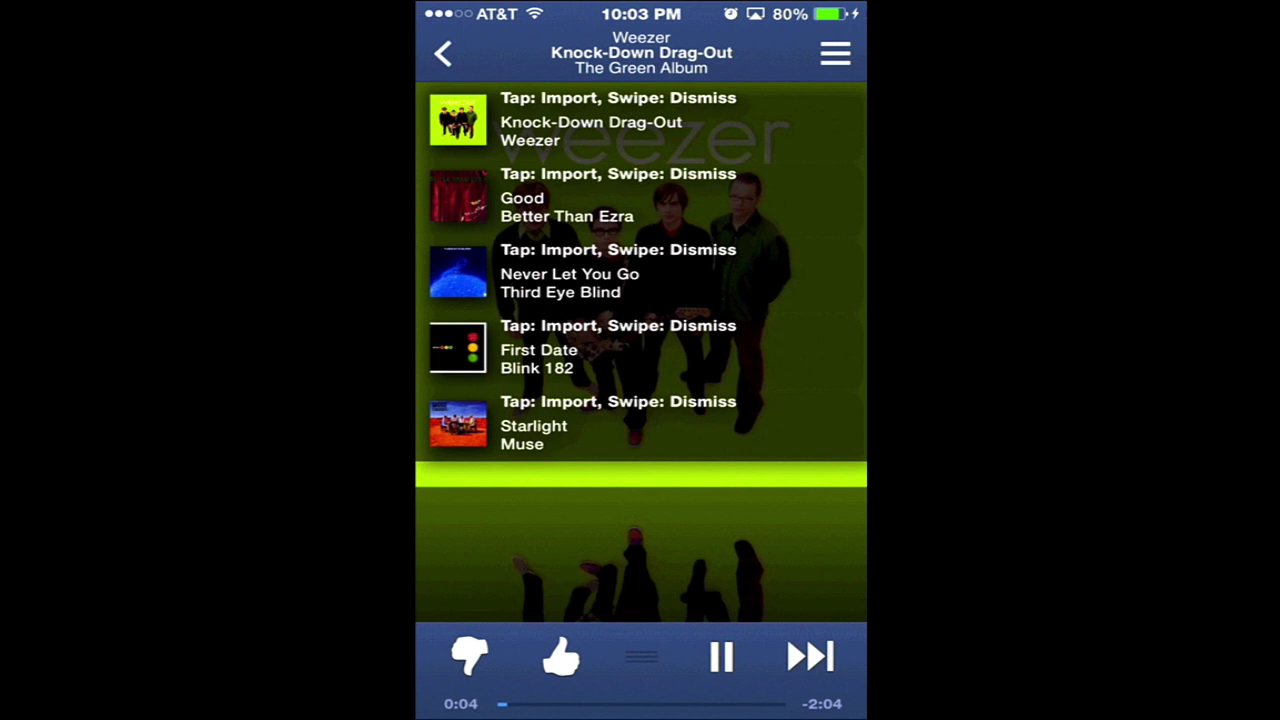 AT&T 10:03 PM 80%
Weezer
Knock-Down Drag-Out
The Green Album
Tap: Import, Swipe: Dismiss
Knock-Down Drag-Out
Weezer
weezer
Tap: Import, Swipe: Dismiss
Good
Better Than Ezra
Tap: Import, Swipe: Dismiss
Never Let You Go
Third Eye Blind
Tap: Import, Swipe: Dismiss
First Date
Blink 182
Tap: Import, Swipe: Dismiss
Starlight
Muse
0:04 -2:04